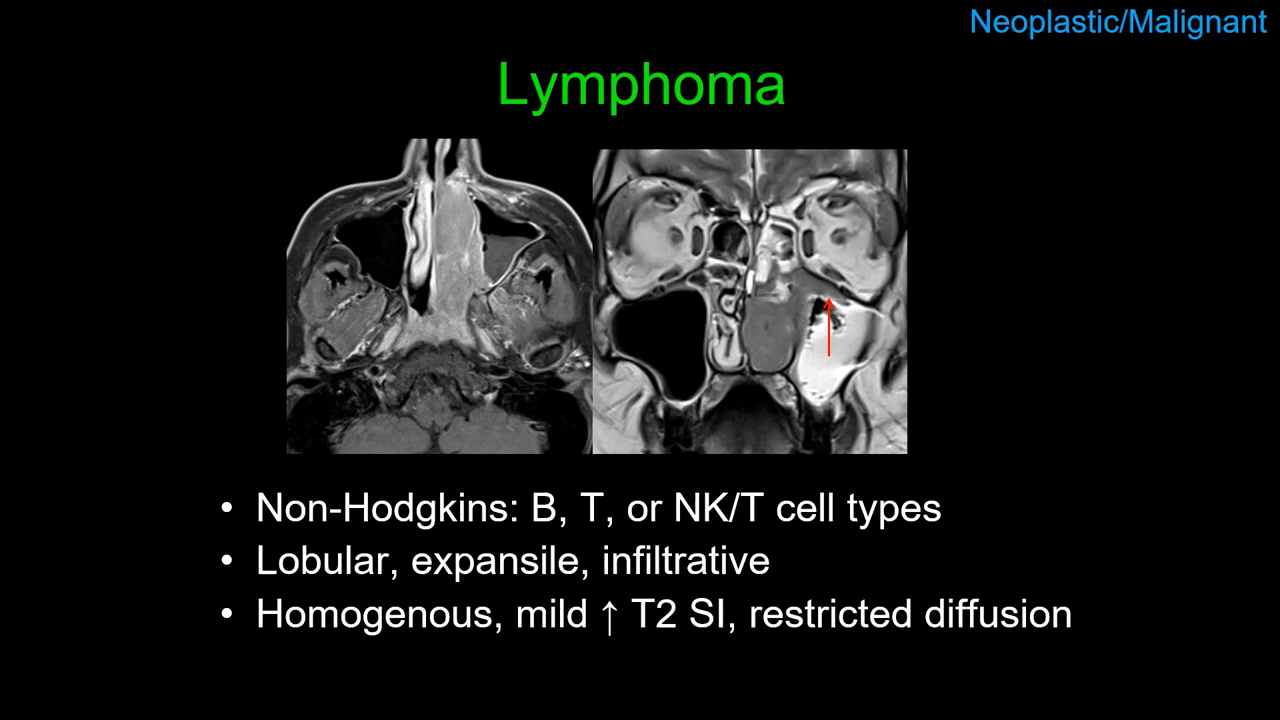 Neoplastic/Malignant
Lymphoma
• Non-Hodgkins: B, T, or NK/T cell types
• Lobular, expansile, infiltrative
• Homogenous, mild ↑ T2 SI, restricted diffusion